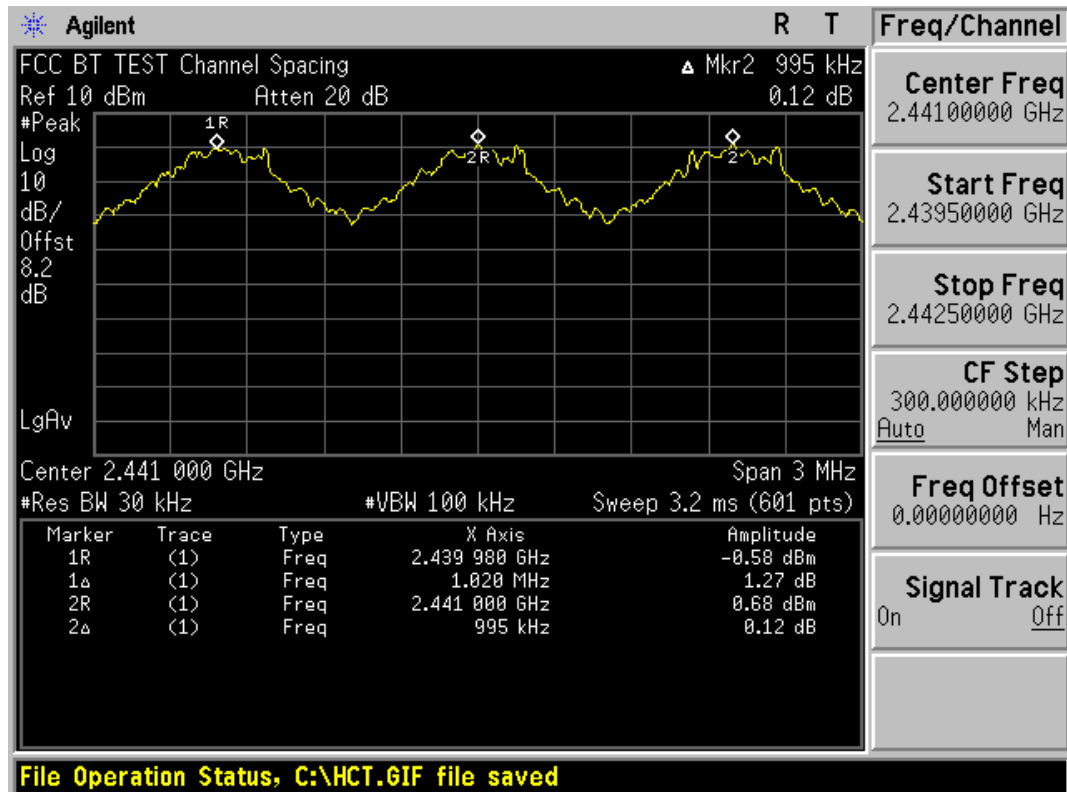 Agilent R T
FCC BT TEST Channel Spacing
Δ Mkr2 995 kHz
Ref 10 dBm Atten 20 dB 0.12 dB
#Peak
Log
10
dB/
Offst
8.2
dB
LgAv
1R
2R
2
Center 2.441 000 GHz Span 3 MHz
#Res BW 30 kHz #VBW 100 kHz Sweep 3.2 ms (601 pts)
Marker Trace Type X Axis Amplitude
1R (1) Freq 2.439 980 GHz -0.58 dBm
1Δ (1) Freq 1.020 MHz 1.27 dB
2R (1) Freq 2.441 000 GHz 0.68 dBm
2Δ (1) Freq 995 kHz 0.12 dB
Freq/Channel
Center Freq
2.44100000 GHz
Start Freq
2.43950000 GHz
Stop Freq
2.44250000 GHz
CF Step
300.000000 kHz
Auto Man
Freq Offset
0.00000000 Hz
Signal Track
On Off
File Operation Status, C:\HCT.GIF file saved